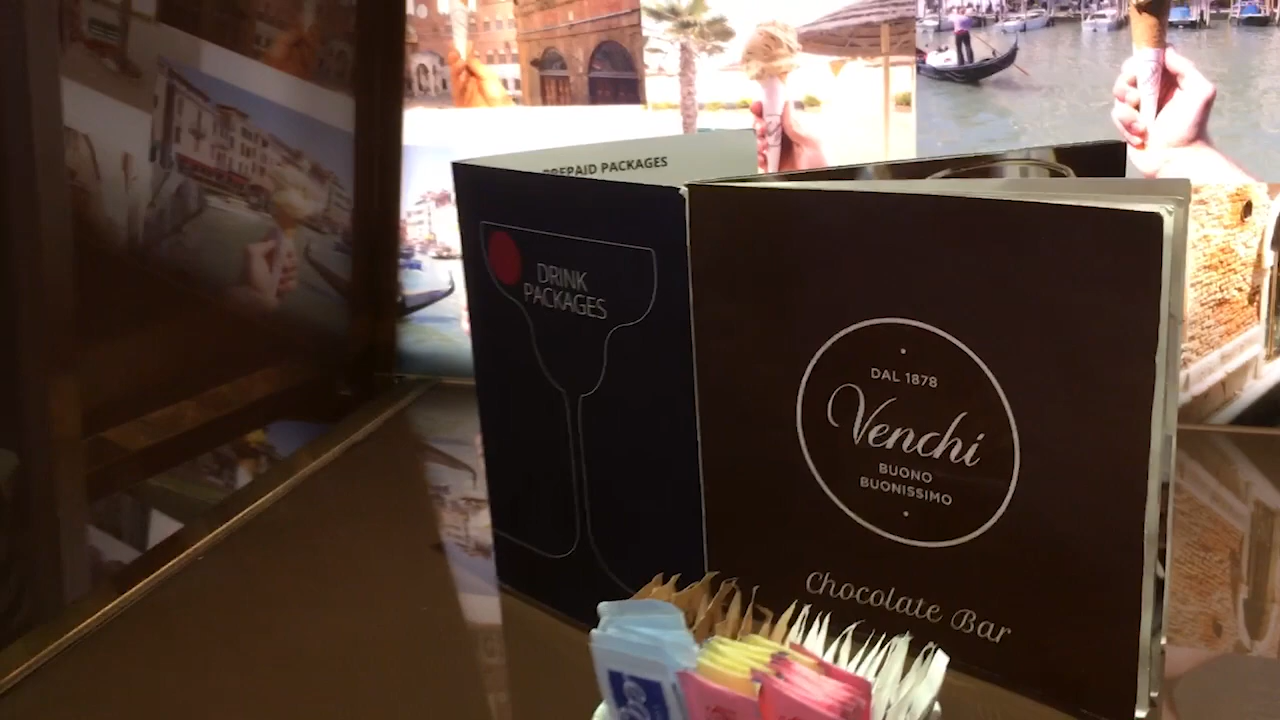 PREPAID PACKAGES
DRINK
PACKAGES
DAL 1878
Venchi
BUONO
BUONISSIMO
Chocolate Bar